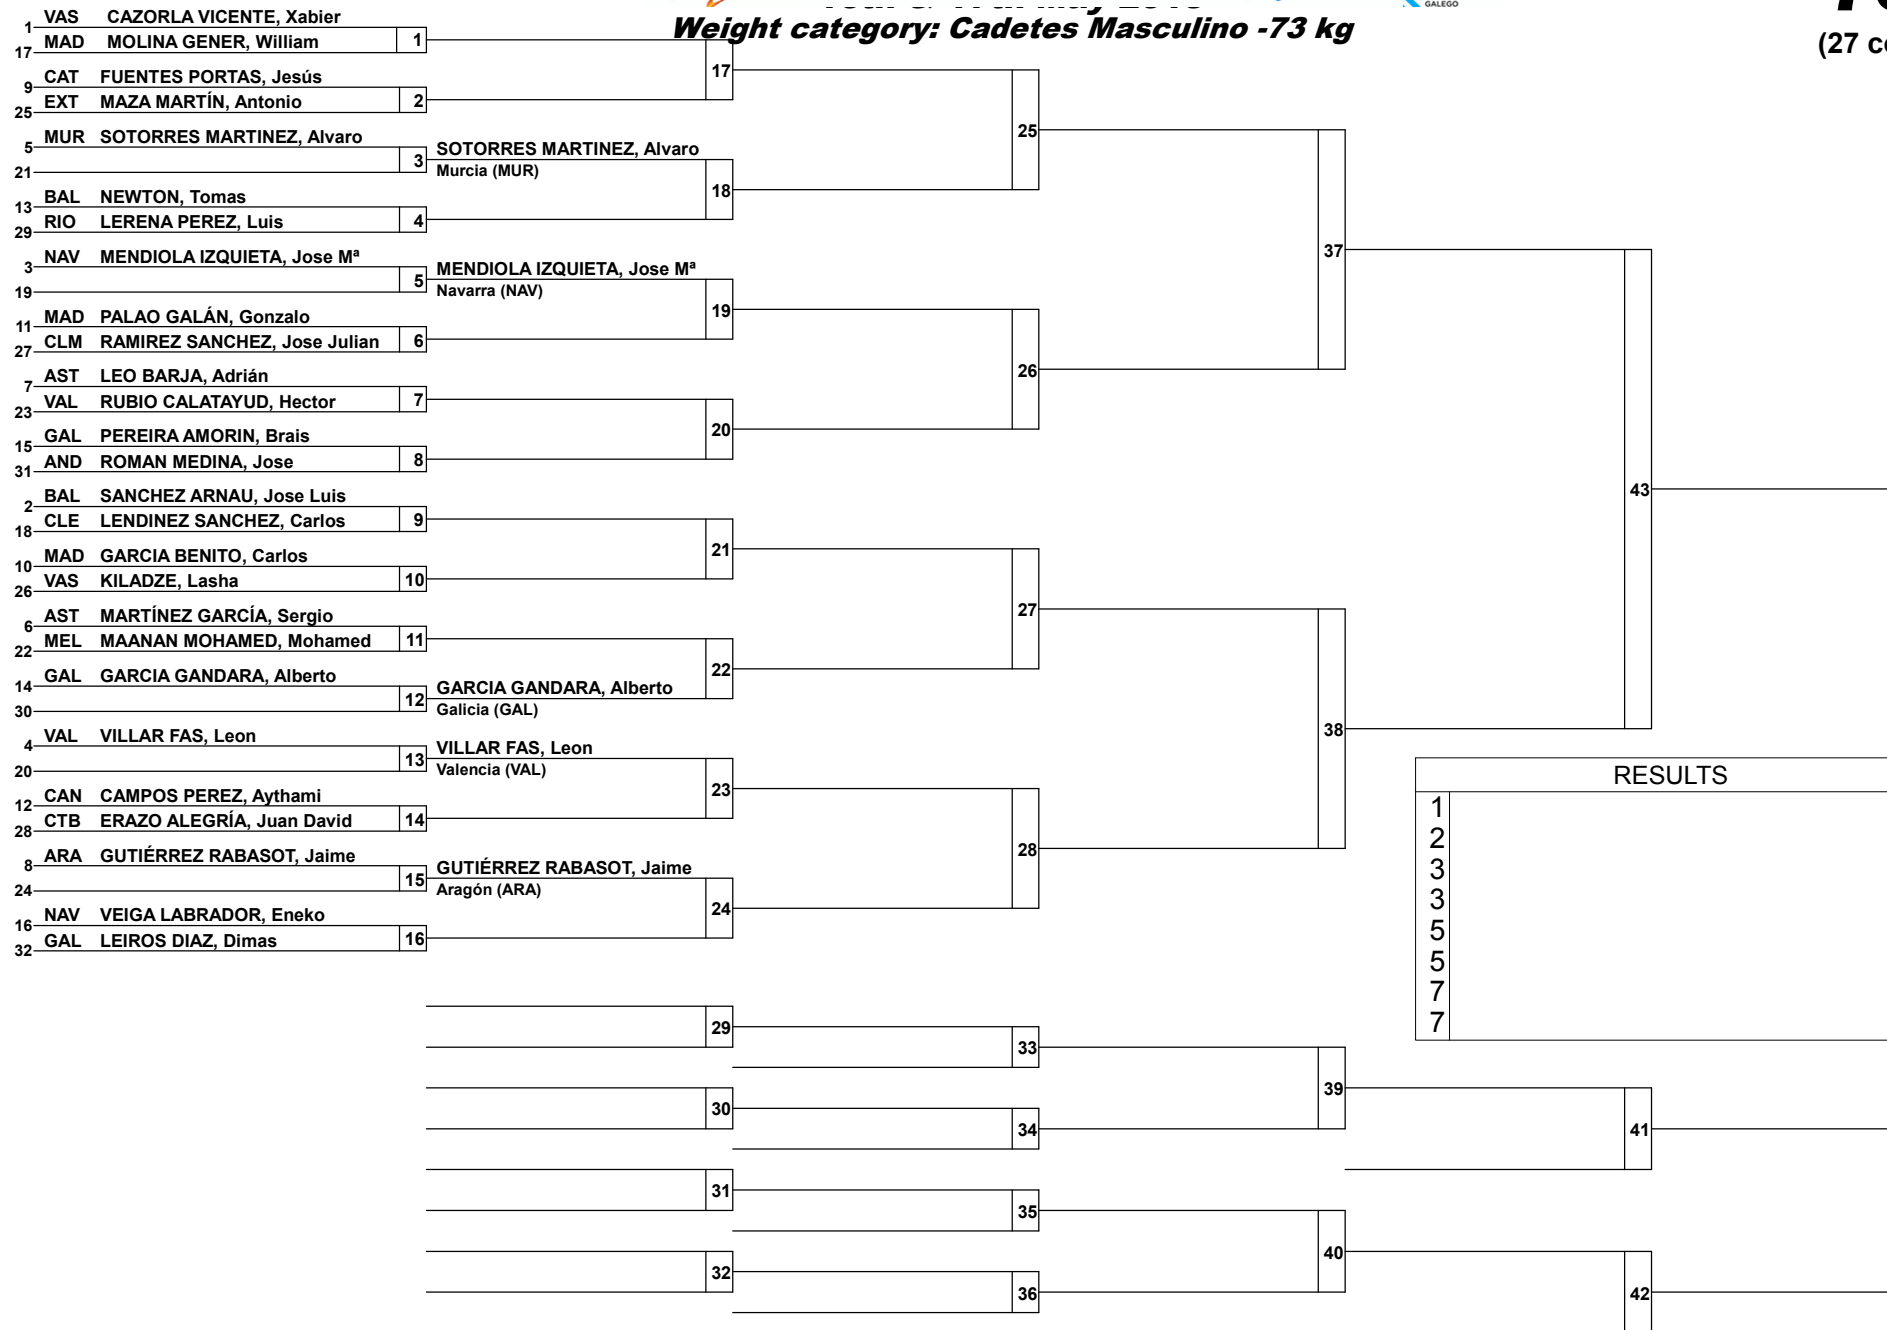 GALEGO
Weight category: Cadetes Masculino -73 kg
(27
1 VAS CAZORLA VICENTE, Xabier
17 MAD MOLINA GENER, William 1
9 CAT FUENTES PORTAS, Jesús
25 EXT MAZA MARTÍN, Antonio 2
5 MUR SOTORRES MARTINEZ, Alvaro
21 3
SOTORRES MARTINEZ, Alvaro
Murcia (MUR)
13 BAL NEWTON, Tomas
29 RIO LERENA PEREZ, Luis 4
3 NAV MENDIOLA IZQUIETA, Jose Mª
19 5
MENDIOLA IZQUIETA, Jose Mª
Navarra (NAV)
11 MAD PALAO GALÁN, Gonzalo
27 CLM RAMIREZ SANCHEZ, Jose Julian 6
7 AST LEO BARJA, Adrián
23 VAL RUBIO CALATAYUD, Hector 7
15 GAL PEREIRA AMORIN, Brais
31 AND ROMAN MEDINA, Jose 8
2 BAL SANCHEZ ARNAU, Jose Luis
18 CLE LENDINEZ SANCHEZ, Carlos 9
10 MAD GARCIA BENITO, Carlos
26 VAS KILADZE, Lasha 10
6 AST MARTÍNEZ GARCÍA, Sergio
22 MEL MAANAN MOHAMED, Mohamed 11
14 GAL GARCIA GANDARA, Alberto
30 12
GARCIA GANDARA, Alberto
Galicia (GAL)
4 VAL VILLAR FAS, Leon
20 13
VILLAR FAS, Leon
Valencia (VAL)
12 CAN CAMPOS PEREZ, Aythami
28 CTB ERAZO ALEGRÍA, Juan David 14
8 ARA GUTIÉRREZ RABASOT, Jaime
24 15
GUTIÉRREZ RABASOT, Jaime
Aragón (ARA)
16 NAV VEIGA LABRADOR, Eneko
32 GAL LEIROS DIAZ, Dimas 16
17
18
19
20
21
22
23
24
25
26
27
28
37
38
43
RESULTS
1
2
3
3
5
5
7
7
29
30
31
32
33
34
35
36
39
40
41
42